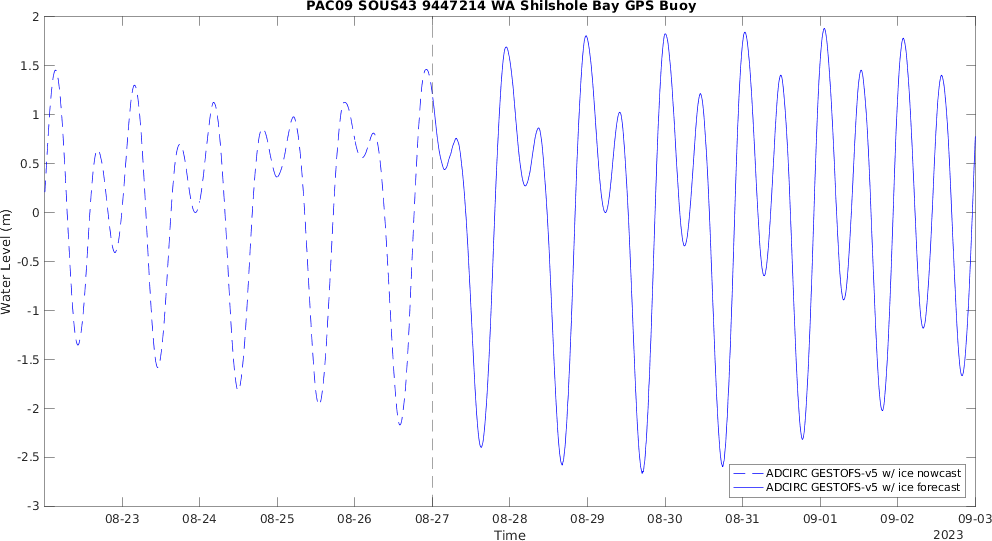 PAC09 SOUS43 9447214 WA Shilshole Bay GPS Buoy
2
1.5
1
0.5
0
-0.5
-1
-1.5
-2
-2.5
-3
Water Level (m)
ADCIRC GESTOFS-v5 w/ ice nowcast
ADCIRC GESTOFS-v5 w/ ice forecast
08-23 08-24 08-25 08-26 08-27 08-28 08-29 08-30 08-31 09-01 09-02 09-03
Time
2023